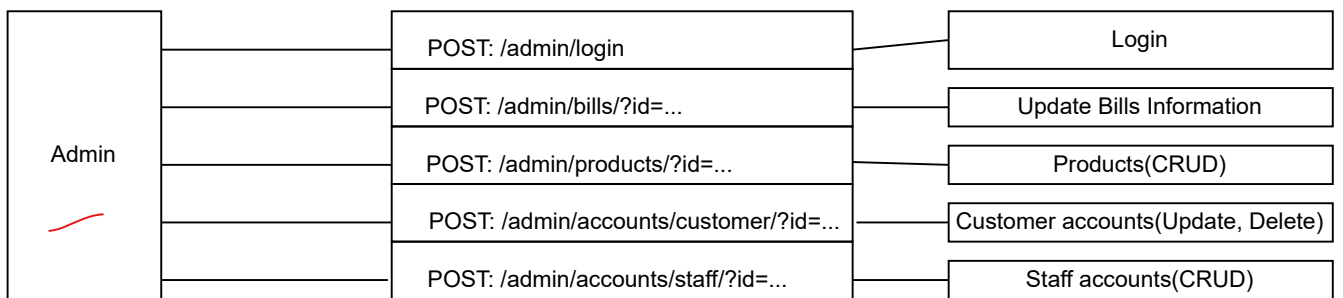 Admin
POST: /admin/login
Login
POST: /admin/bills/?id=...
Update Bills Information
POST: /admin/products/?id=...
Products(CRUD)
POST: /admin/accounts/customer/?id=...
Customer accounts(Update, Delete)
POST: /admin/accounts/staff/?id=...
Staff accounts(CRUD)